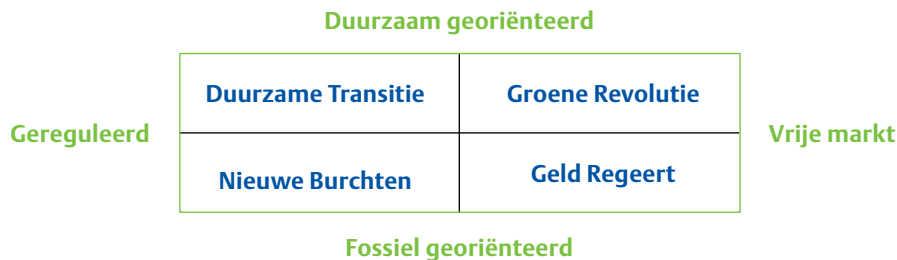 Duurzaam georiënteerd
Duurzame Transitie
Groene Revolutie
Gereguleerd
Vrije markt
Nieuwe Burchten
Geld Regeert
Fossiel georiënteerd